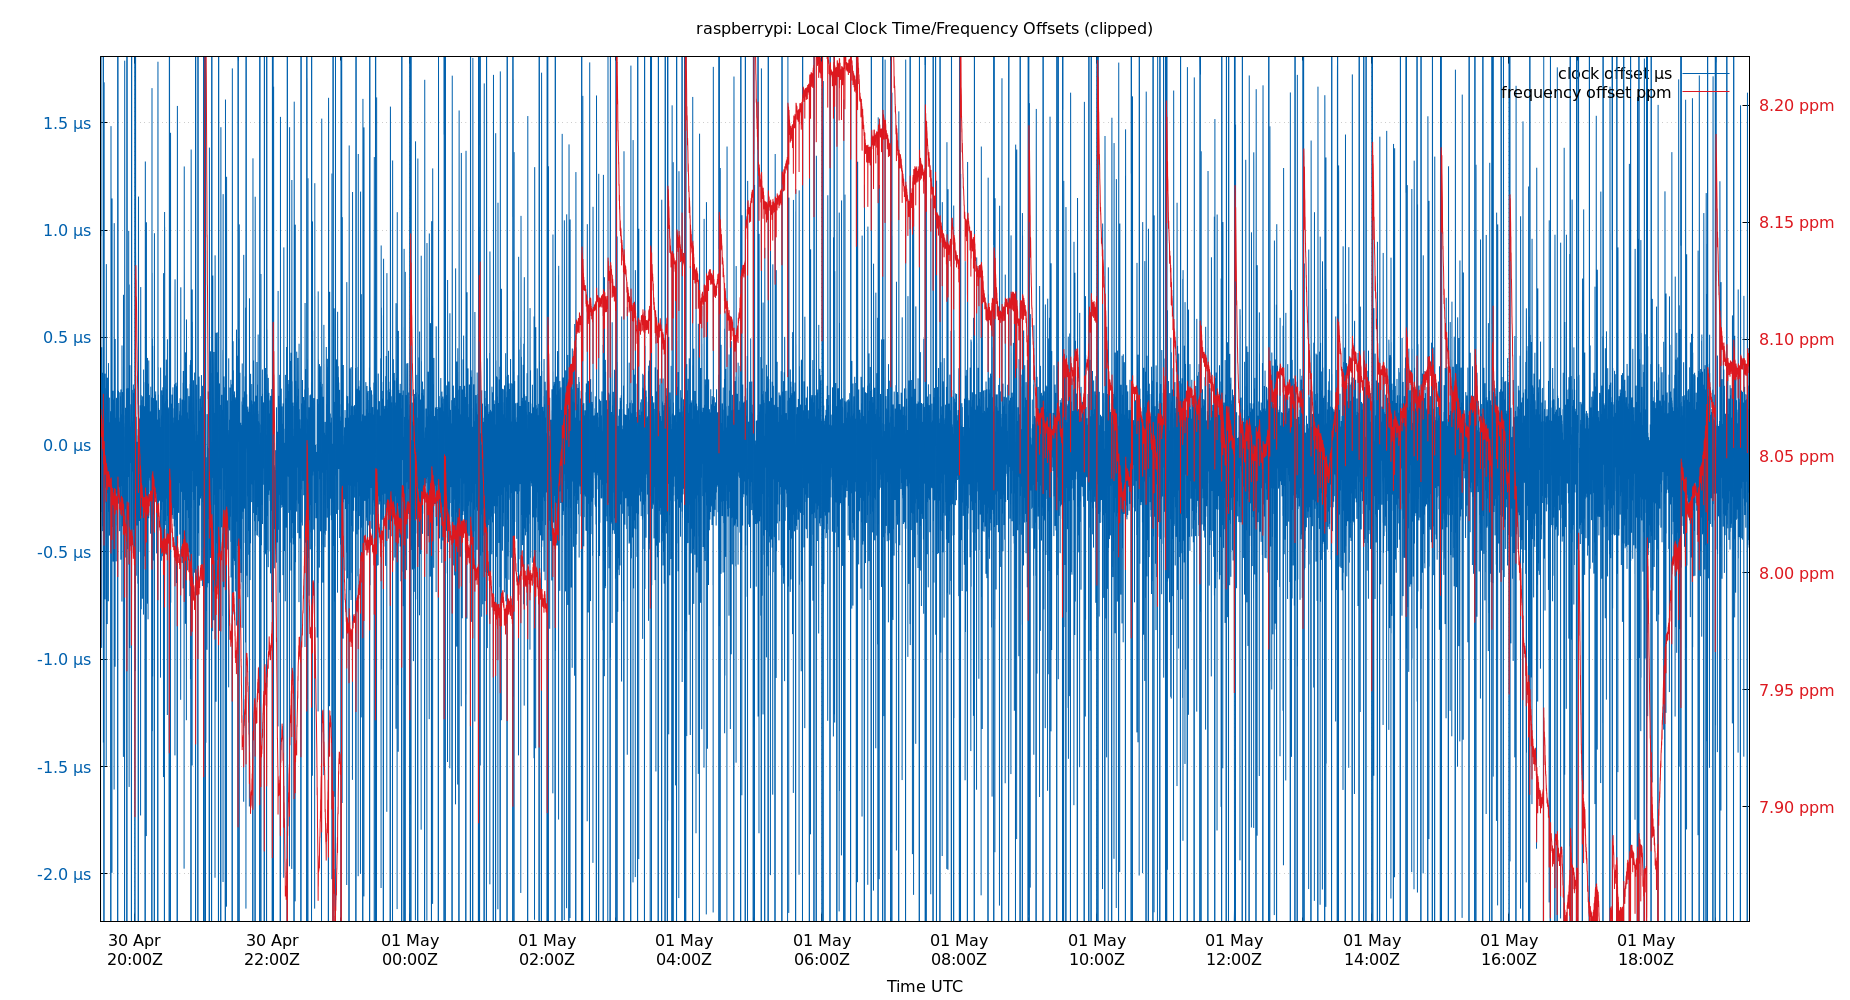 raspberrypi: Local Clock Time/Frequency Offsets (clipped)
clock offset µs
frequency offset ppm
1.5 µs
1.0 µs
0.5 µs
0.0 µs
-0.5 µs
-1.0 µs
-1.5 µs
-2.0 µs
8.20 ppm
8.15 ppm
8.10 ppm
8.05 ppm
8.00 ppm
7.95 ppm
7.90 ppm
30 Apr 20:00Z
30 Apr 22:00Z
01 May 00:00Z
01 May 02:00Z
01 May 04:00Z
01 May 06:00Z
01 May 08:00Z
01 May 10:00Z
01 May 12:00Z
01 May 14:00Z
01 May 16:00Z
01 May 18:00Z
Time UTC